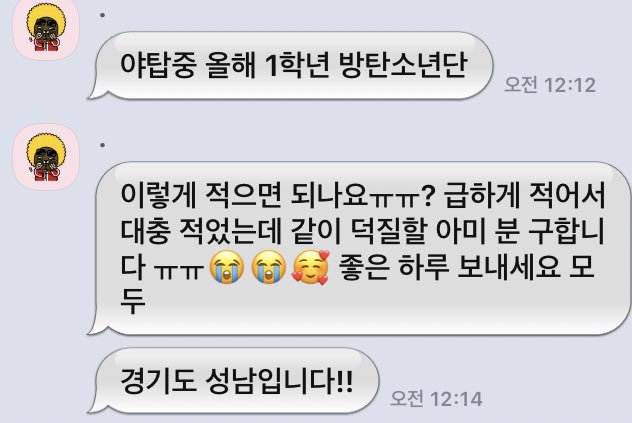 .
야탑중 올해 1학년 방탄소년단
오전 12:12
.
이렇게 적으면 되나요ㅠㅠ? 급하게 적어서
대충 적었는데 같이 덕질할 아미 분 구합니
다 ㅠㅠ😭😭🥰 좋은 하루 보내세요 모
두
경기도 성남입니다!!
오전 12:14